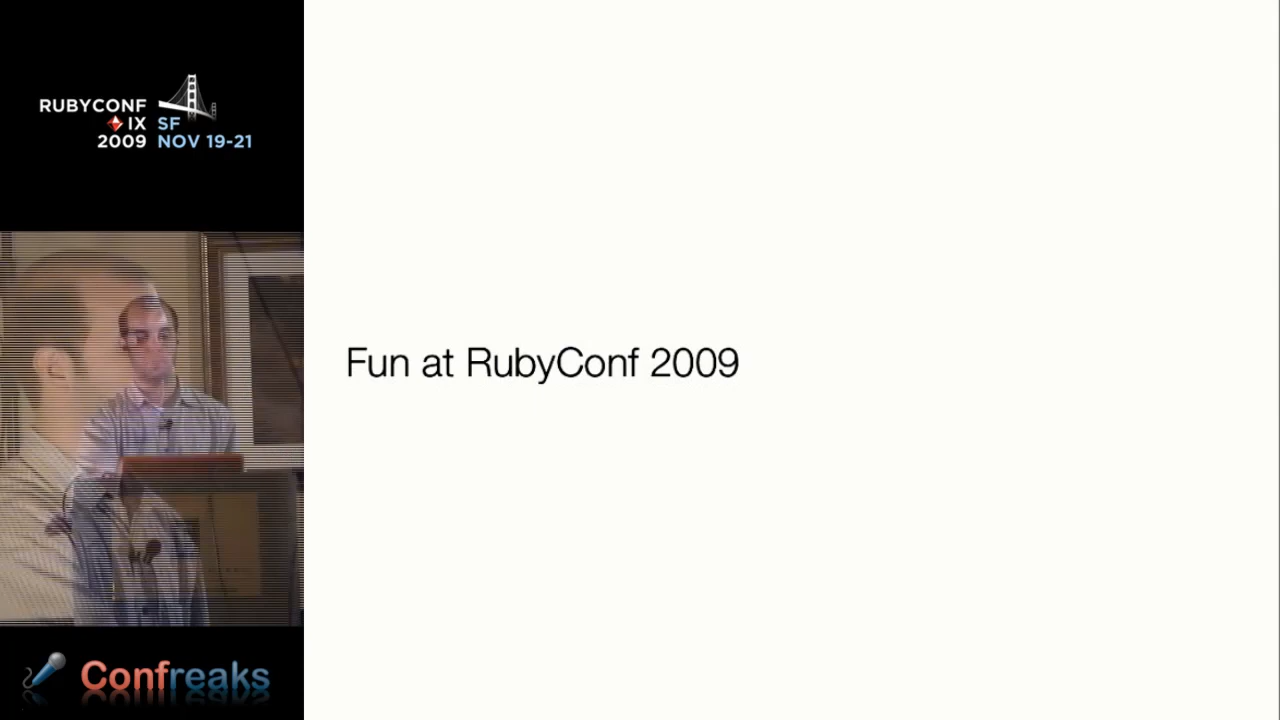 RUBYCONF
IX SF
2009 NOV 19-21
Fun at RubyConf 2009
Confreaks